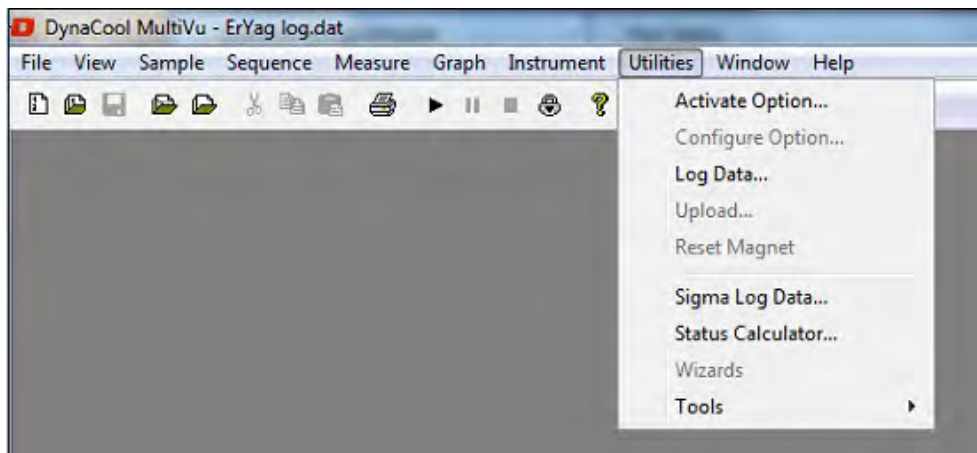 DynaCool MultiVu - ErYag log.dat
File View Sample Sequence Measure Graph Instrument Utilities Window Help
Activate Option...
Configure Option...
Log Data...
Upload...
Reset Magnet
Sigma Log Data...
Status Calculator...
Wizards
Tools